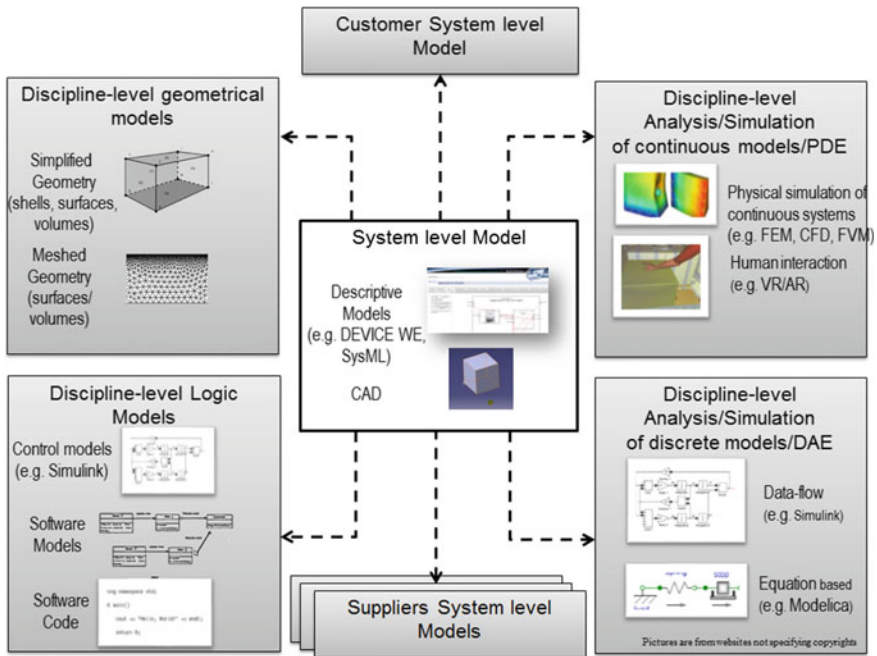 Customer System level
Model
Discipline-level geometrical
models
Simplified
Geometry
(shells, surfaces,
volumes)
Meshed
Geometry
(surfaces/
volumes)
Discipline-level
Analysis/Simulation
of continuous models/PDE
Physical simulation of
continuous systems
(e.g. FEM, CFD, FVM)
Human interaction
(e.g. VR/AR)
System level Model
Descriptive
Models
(e.g. DEVICE WE,
SysML)
CAD
Discipline-level Logic
Models
Control models
(e.g. Simulink)
Software
Models
Software
Code
return 0;
Discipline-level
Analysis/Simulation
of discrete models/DAE
Data-flow
(e.g. Simulink)
Equation based
(e.g. Modelica)
Pictures are from websites not specifying copyrights
Suppliers System level
Models